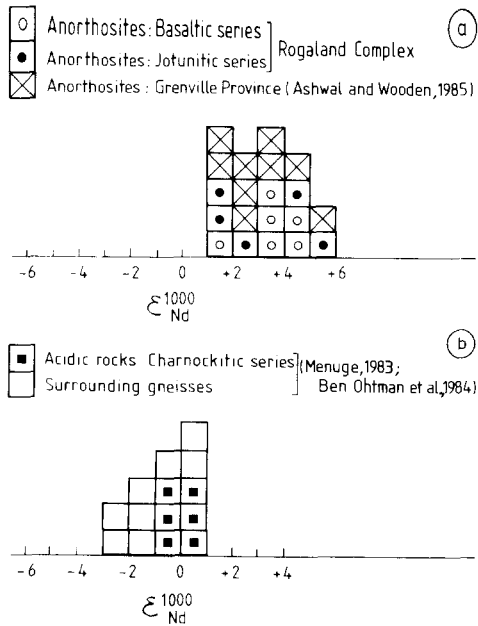 a
Anorthosites: Basaltic series
Anorthosites: Jotunitic series
Rogaland Complex
Anorthosites: Grenville Province (Ashwal and Wooden, 1985)
-6 -4 -2 0 +2 +4 +6
ε 1000 Nd
b
Acidic rocks Charnockitic series
Surrounding gneisses
(Menuge, 1983;
Ben Ohtman et al., 1984)
-6 -4 -2 0 +2 +4
ε 1000 Nd